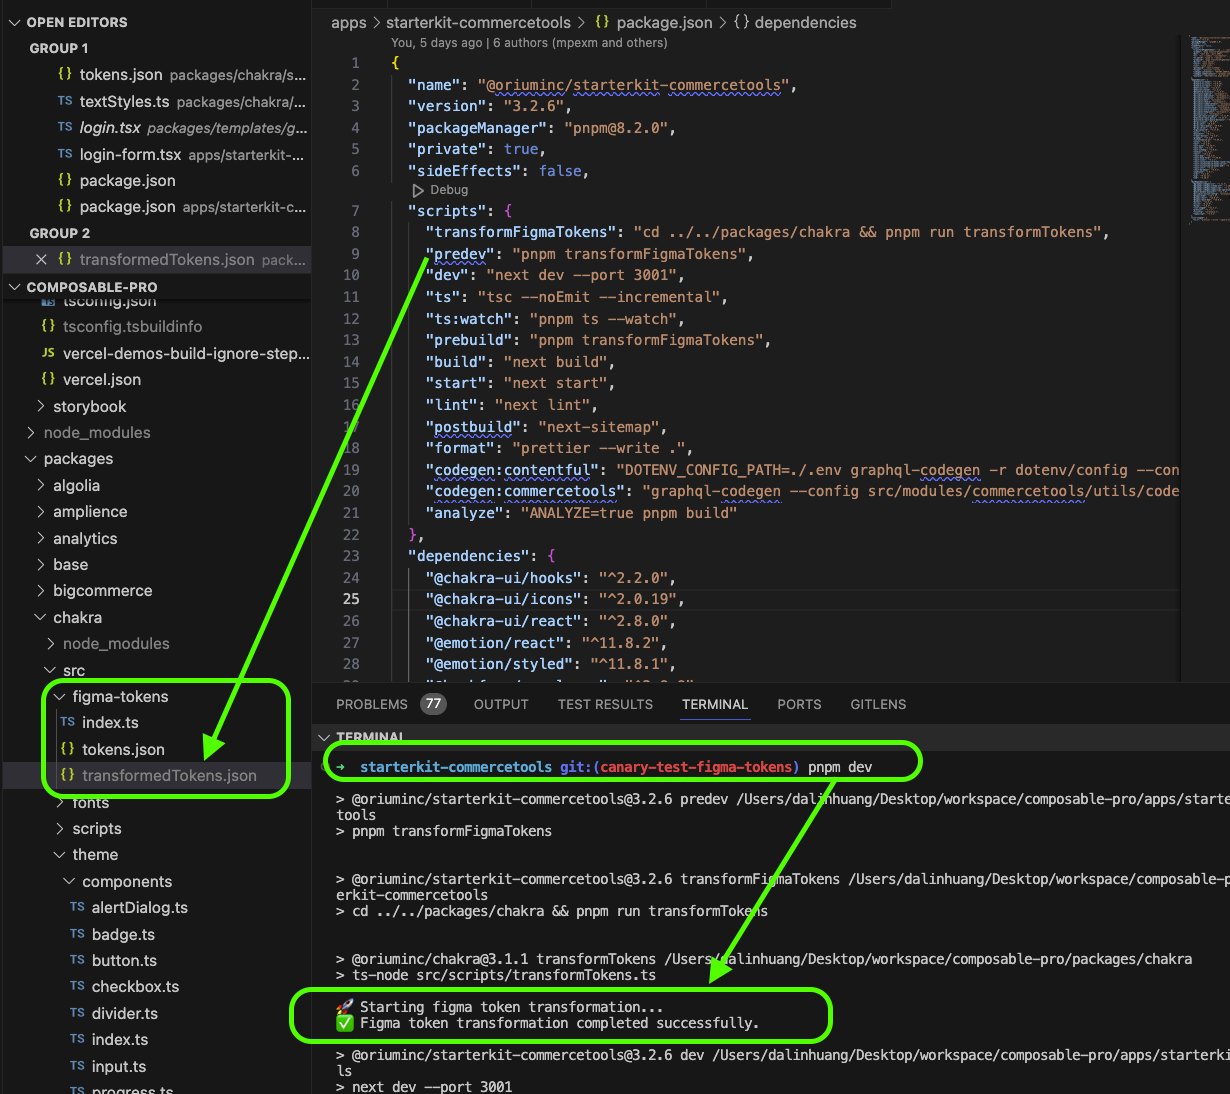 OPEN EDITORS
GROUP 1
{} tokens.json packages/chakra/s...
TS textStyles.ts packages/chakra/...
TS login.tsx packages/templates/g...
TS login-form.tsx apps/starterkit-...
{} package.json
{} package.json apps/starterkit-c...
GROUP 2
{} transformedTokens.json pack...
COMPOSABLE-PRO
tsconfig.json
{} tsconfig.tsbuildinfo
JS vercel-demos-build-ignore-step...
{} vercel.json
storybook
node_modules
packages
algolia
amplience
analytics
base
bigcommerce
chakra
node_modules
src
figma-tokens
TS index.ts
{} tokens.json
{} transformedTokens.json
fonts
scripts
theme
components
TS alertDialog.ts
TS badge.ts
TS button.ts
TS checkbox.ts
TS divider.ts
TS index.ts
TS input.ts
TS progress.ts
apps > starterkit-commercetools > {} package.json > {} dependencies
You, 5 days ago | 6 authors (mpexm and others)
1 {
2 "name": "@oriuminc/starterkit-commercetools",
3 "version": "3.2.6",
4 "packageManager": "pnpm@8.2.0",
5 "private": true,
6 "sideEffects": false,
Debug
7 "scripts": {
8 "transformFigmaTokens": "cd ../../packages/chakra && pnpm run transformTokens",
9 "predev": "pnpm transformFigmaTokens",
10 "dev": "next dev --port 3001",
11 "ts": "tsc --noEmit --incremental",
12 "ts:watch": "pnpm ts --watch",
13 "prebuild": "pnpm transformFigmaTokens",
14 "build": "next build",
15 "start": "next start",
16 "lint": "next lint",
17 "postbuild": "next-sitemap",
18 "format": "prettier --write .",
19 "codegen:contentful": "DOTENV_CONFIG_PATH=./.env graphql-codegen -r dotenv/config --con
20 "codegen:commercetools": "graphql-codegen --config src/modules/commercetools/utils/code
21 "analyze": "ANALYZE=true pnpm build"
22 },
23 "dependencies": {
24 "@chakra-ui/hooks": "^2.2.0",
25 "@chakra-ui/icons": "^2.0.19",
26 "@chakra-ui/react": "^2.8.0",
27 "@emotion/react": "^11.8.2",
28 "@emotion/styled": "^11.8.1",
PROBLEMS 77 OUTPUT TEST RESULTS TERMINAL PORTS GITLENS
TERMINAL
➜ starterkit-commercetools git:(canary-test-figma-tokens) pnpm dev
> @oriuminc/starterkit-commercetools@3.2.6 predev /Users/dalinhuang/Desktop/workspace/composable-pro/apps/starte
tools
> pnpm transformFigmaTokens
> @oriuminc/starterkit-commercetools@3.2.6 transformFigmaTokens /Users/dalinhuang/Desktop/workspace/composable-p
erkit-commercetools
> cd ../../packages/chakra && pnpm run transformTokens
> @oriuminc/chakra@3.1.1 transformTokens /Users/dalinhuang/Desktop/workspace/composable-pro/packages/chakra
> ts-node src/scripts/transformTokens.ts
🚀 Starting figma token transformation...
✅ Figma token transformation completed successfully.
> @oriuminc/starterkit-commercetools@3.2.6 dev /Users/dalinhuang/Desktop/workspace/composable-pro/apps/starterki
ls
> next dev --port 3001